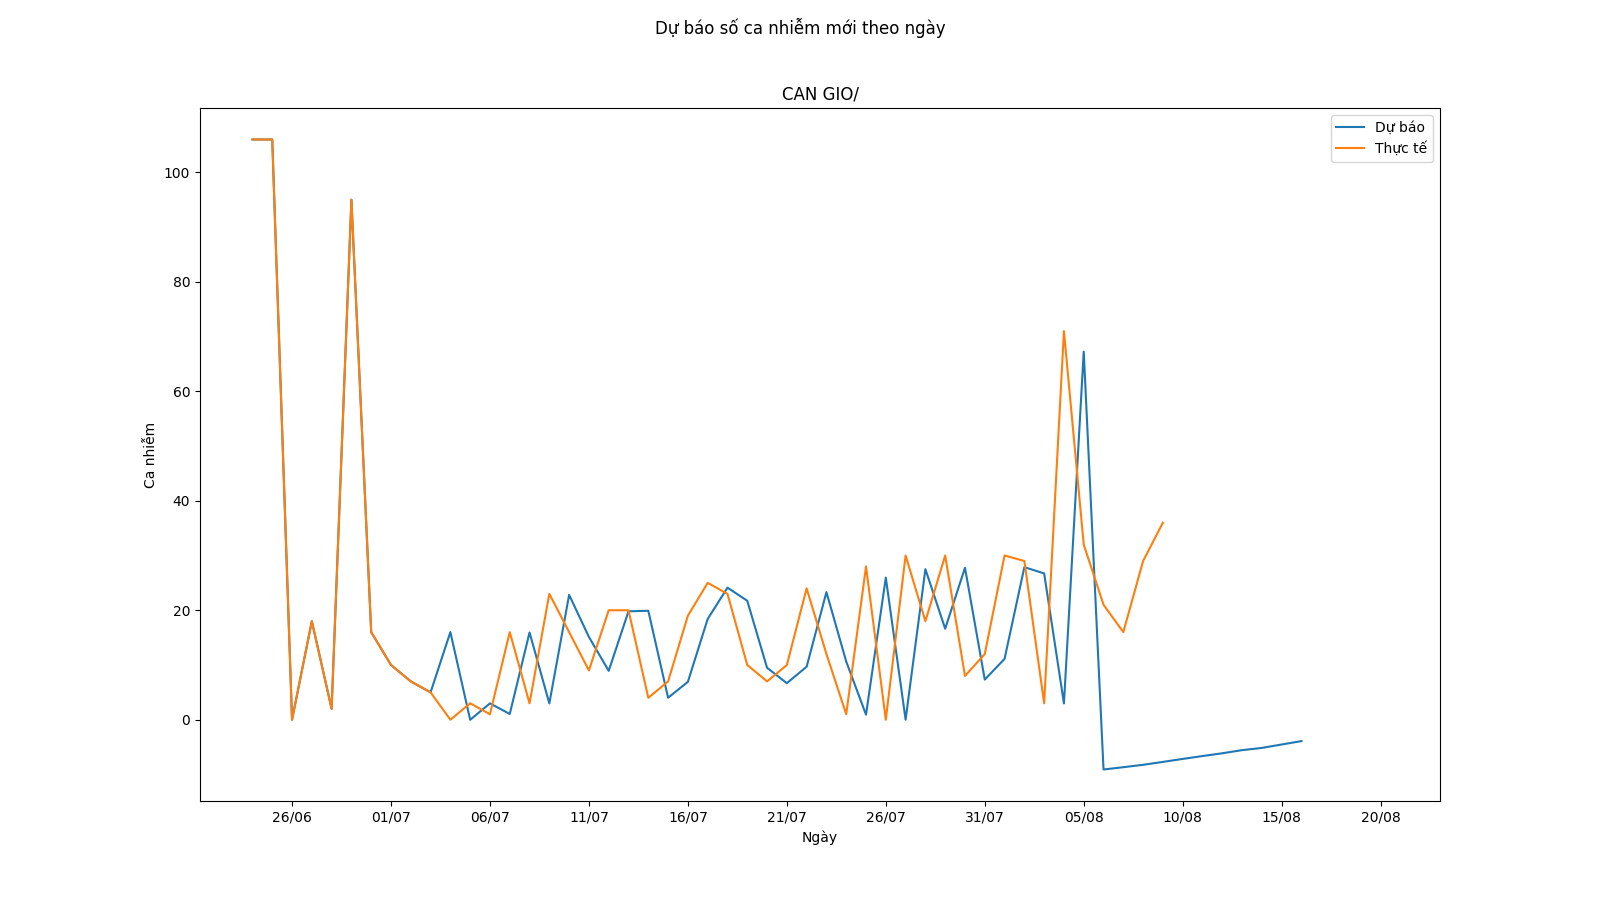 Dự báo số ca nhiễm mới theo ngày
CAN GIO/
Dự báo
Thực tế
100
80
60
40
20
0
Ca nhiễm
26/06 01/07 06/07 11/07 16/07 21/07 26/07 31/07 05/08 10/08 15/08 20/08
Ngày